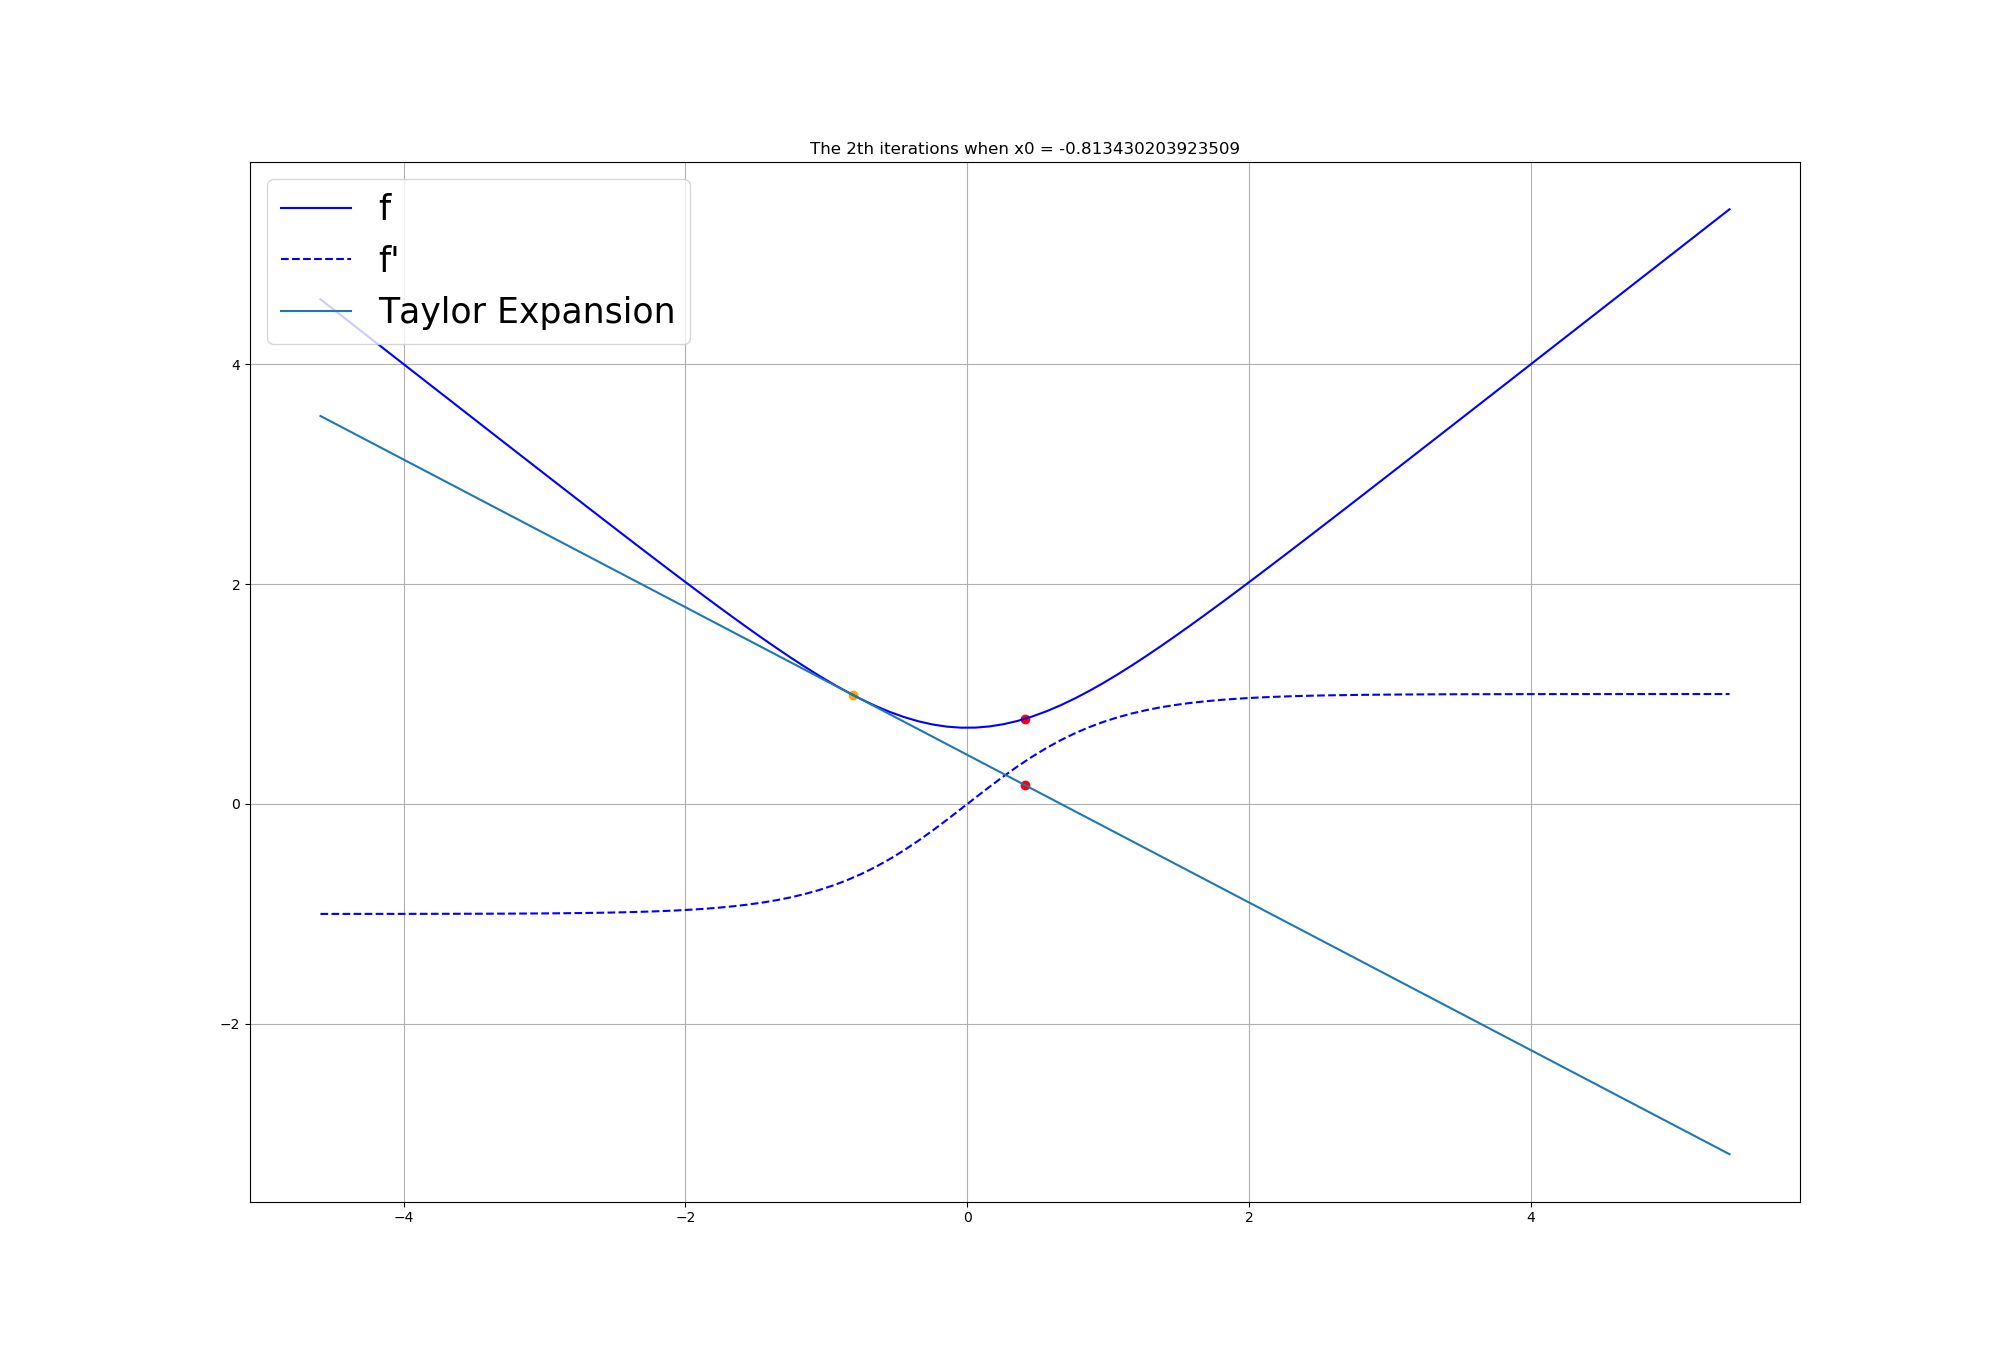 The 2th iterations when x0 = -0.813430203923509
f
f'
Taylor Expansion
4
2
0
−2
−4
−2
0
2
4